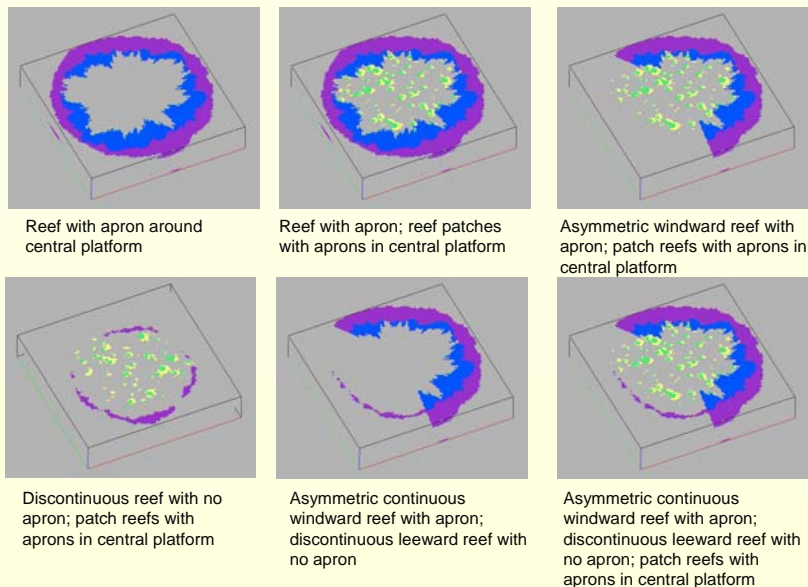 Reef with apron around
central platform
Reef with apron; reef patches
with aprons in central platform
Asymmetric windward reef with
apron; patch reefs with aprons in
central platform
Discontinuous reef with no
apron; patch reefs with
aprons in central platform
Asymmetric continuous
windward reef with apron;
discontinuous leeward reef with
no apron
Asymmetric continuous
windward reef with apron;
discontinuous leeward reef with
no apron; patch reefs with
aprons in central platform